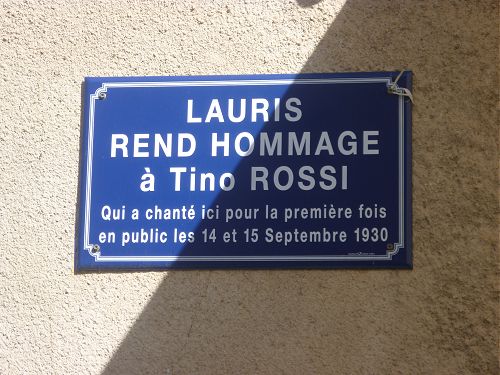 LAURIS
REND HOMMAGE
à Tino ROSSI
Qui a chanté ici pour la première fois
en public les 14 et 15 Septembre 1930